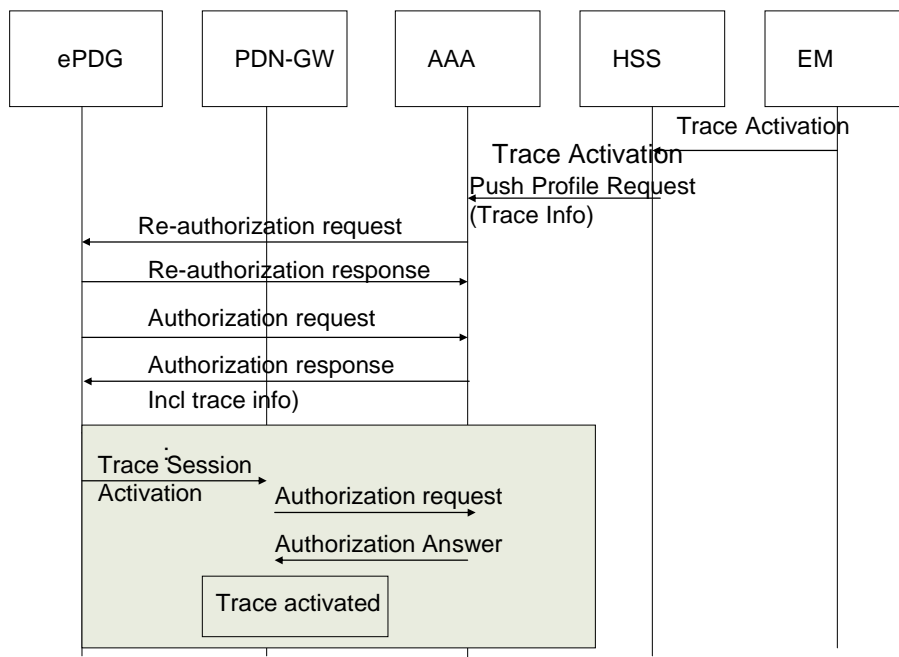 ePDG
PDN-GW
AAA
HSS
EM
Trace Activation
Trace Activation
Push Profile Request
(Trace Info)
Re-authorization request
Re-authorization response
Authorization request
Authorization response
Incl trace info)
:
Trace Session
Activation
Authorization request
Authorization Answer
Trace activated